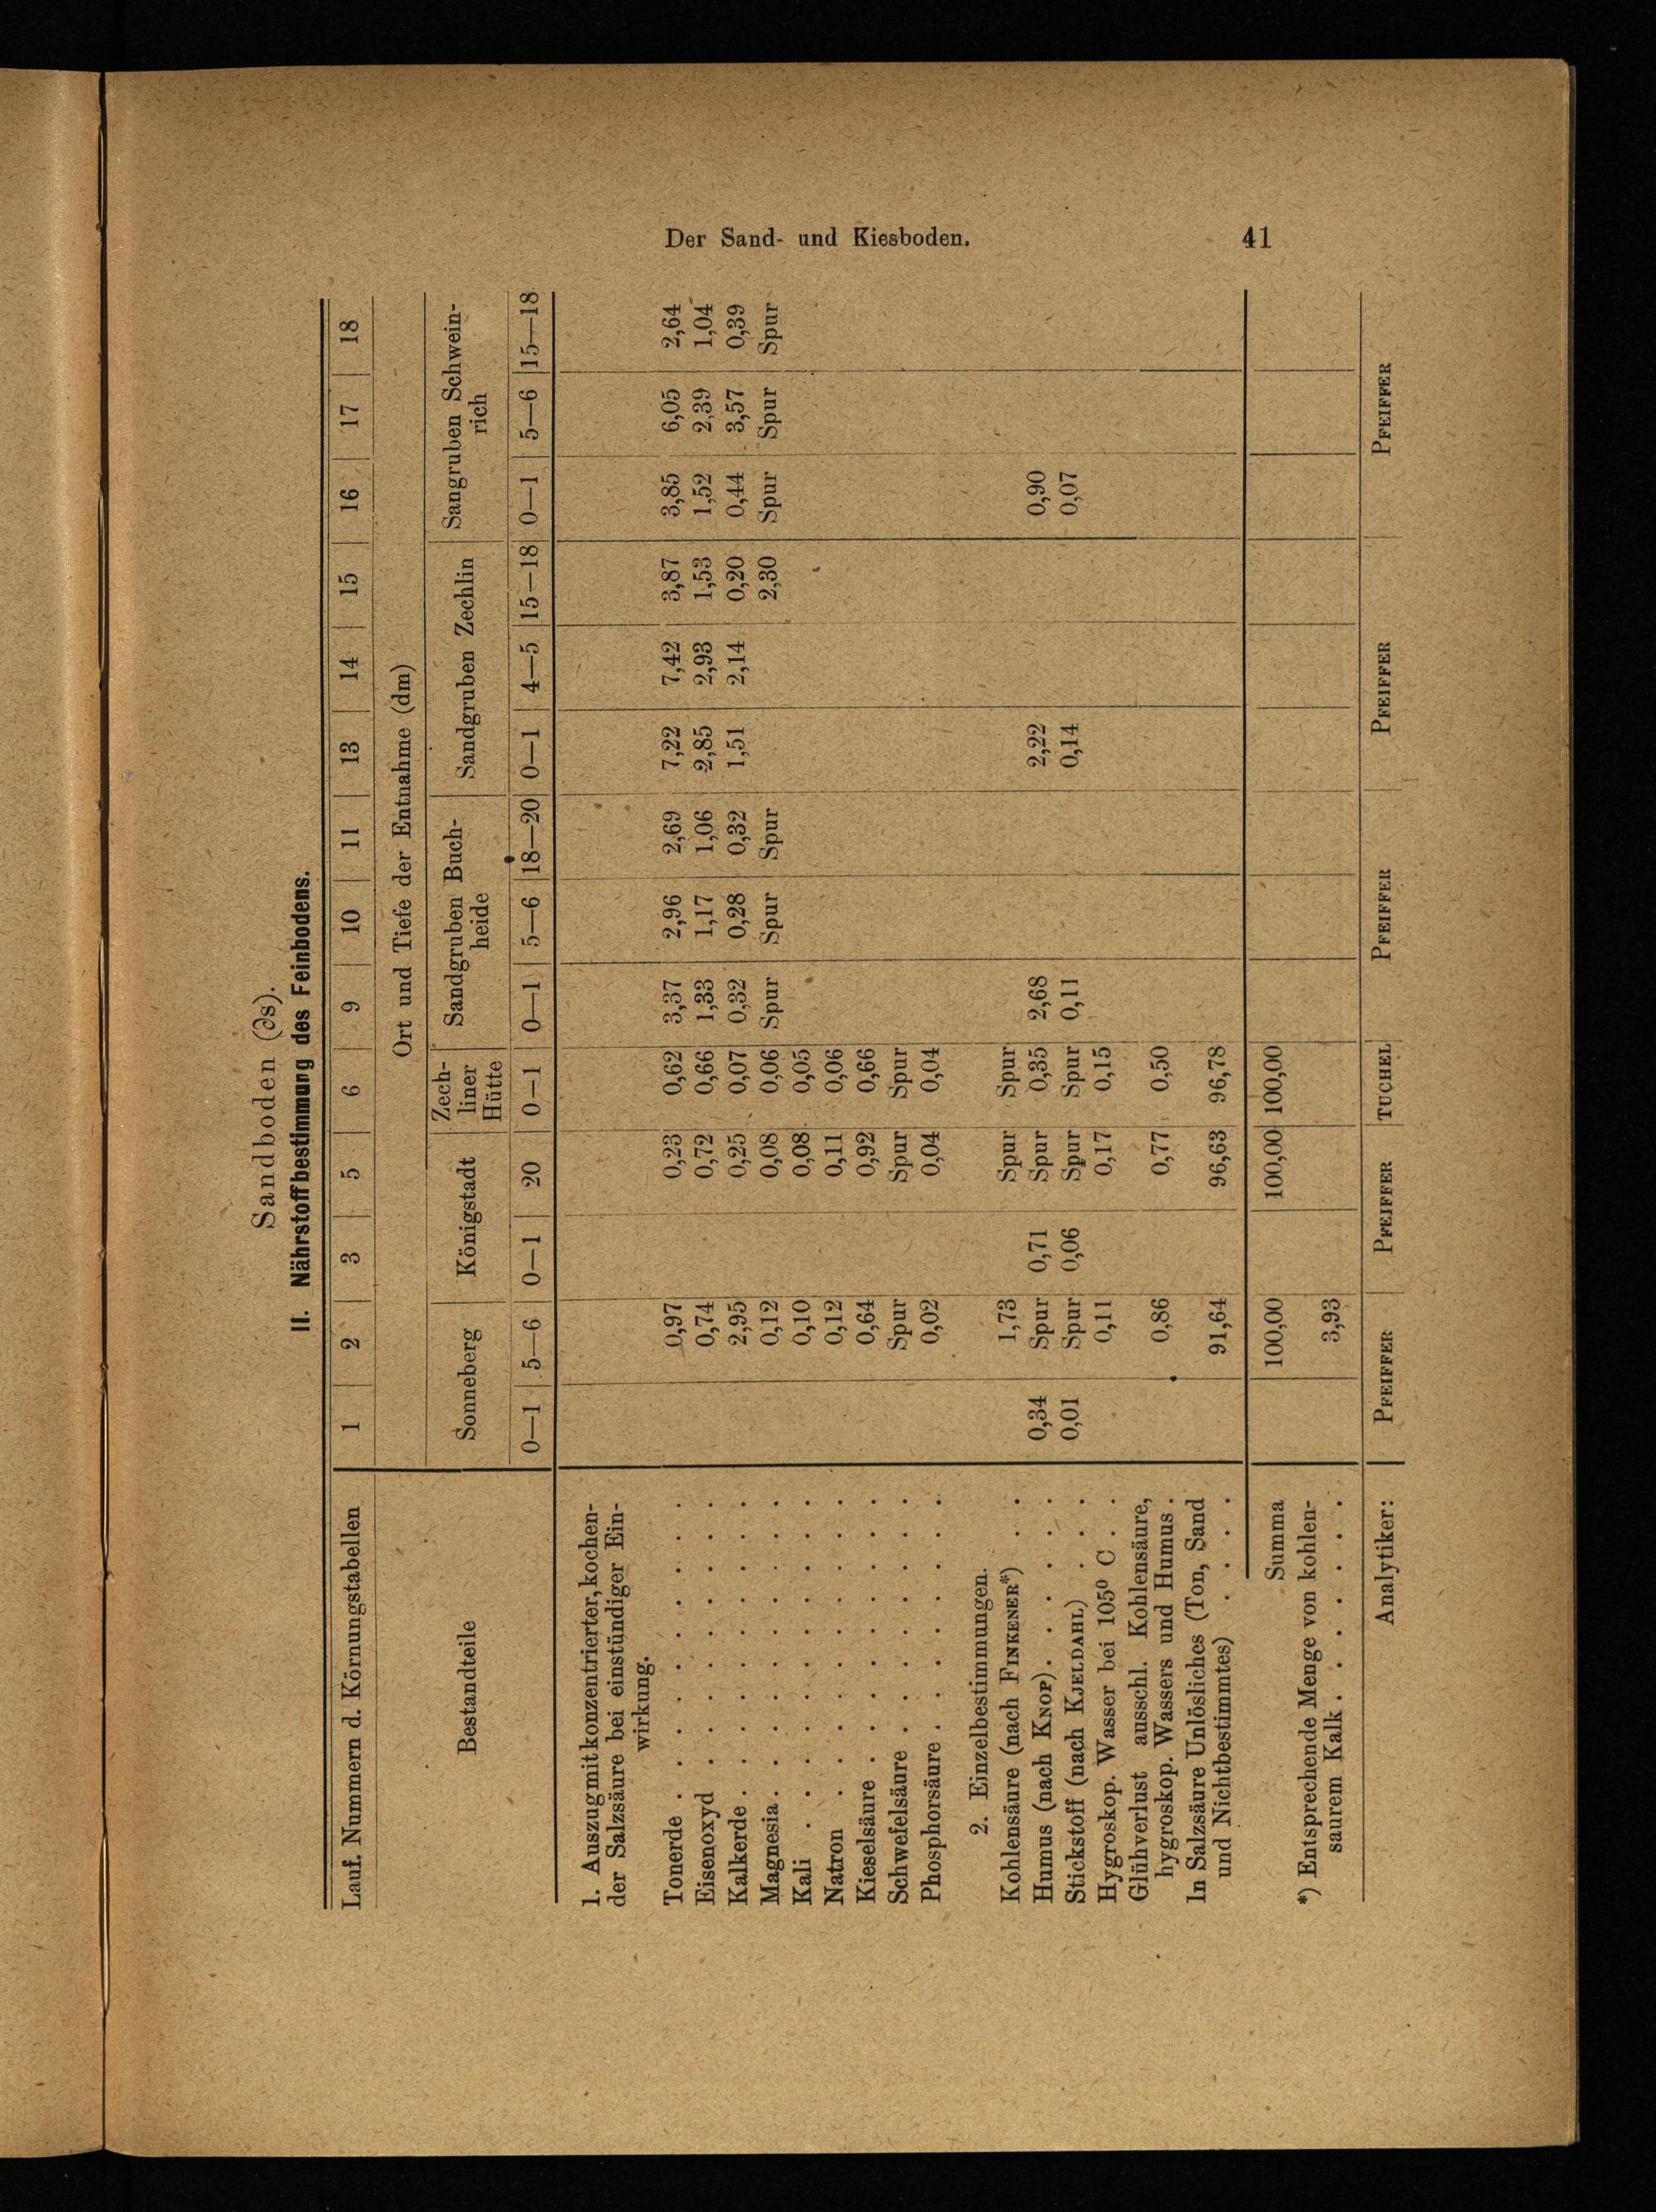 Der Sand- und Kiesboden. 41
Sandboden (∂s).
II. Nährstoffbestimmung des Feinbodens.
Lauf. Nummern d. Körnungstabellen 1 2 3 5 6 9 10 11 13 14 15 16 17 18
Ort und Tiefe der Entnahme (dm)
Bestandteile Sonneberg Königstadt Zech-
liner
Hütte Sandgruben Buch-
heide Sandgruben Zechlin Sangruben Schwein-
rich
0—1 5—6 0—1 20 0—1 0—1 5—6 18—20 0—1 4—5 15—18 0—1 5—6 15—18
1. Auszug mit konzentrierter, kochen-
der Salzsäure bei einstündiger Ein-
wirkung.
Tonerde . . . . . . . . 0,97 0,23 0,62 3,37 2,96 2,69 7,22 7,42 3,87 3,85 6,05 2,64
Eisenoxyd . . . . . . . 0,74 0,72 0,66 1,33 1,17 1,06 2,85 2,93 1,53 1,52 2,39 1,04
Kalkerde . . . . . . . . 2,95 0,25 0,07 0,32 0,28 0,32 1,51 2,14 0,20 0,44 3,57 0,39
Magnesia . . . . . . . . 0,12 0,08 0,06 Spur Spur Spur 2,30 Spur Spur Spur
Kali . . . . . . . . . 0,10 0,08 0,05
Natron . . . . . . . . 0,12 0,11 0,06
Kieselsäure . . . . . . . 0,64 0,92 0,66
Schwefelsäure . . . . . . Spur Spur Spur
Phosphorsäure . . . . . . 0,02 0,04 0,04
2. Einzelbestimmungen.
Kohlensäure (nach FINKENER*) . . 1,73 Spur Spur
Humus (nach KNOP) . . . . . 0,34 Spur 0,71 Spur 0,35 2,68 2,22 0,90
Stickstoff (nach KJELDAHL) . . . 0,01 Spur 0,06 Spur Spur 0,11 0,14 0,07
Hygroskop. Wasser bei 105⁰ C . . 0,11 0,17 0,15
Glühverlust ausschl. Kohlensäure,
hygroskop. Wassers und Humus . 0,86 0,77 0,50
In Salzsäure Unlösliches (Ton, Sand
und Nichtbestimmtes) . . . . 91,64 96,63 96,78
Summa 100,00 100,00 100,00
*) Entsprechende Menge von kohlen-
saurem Kalk . . . . . . . 3,93
Analytiker: PFEIFFER PFEIFFER TUCHEL PFEIFFER PFEIFFER PFEIFFER